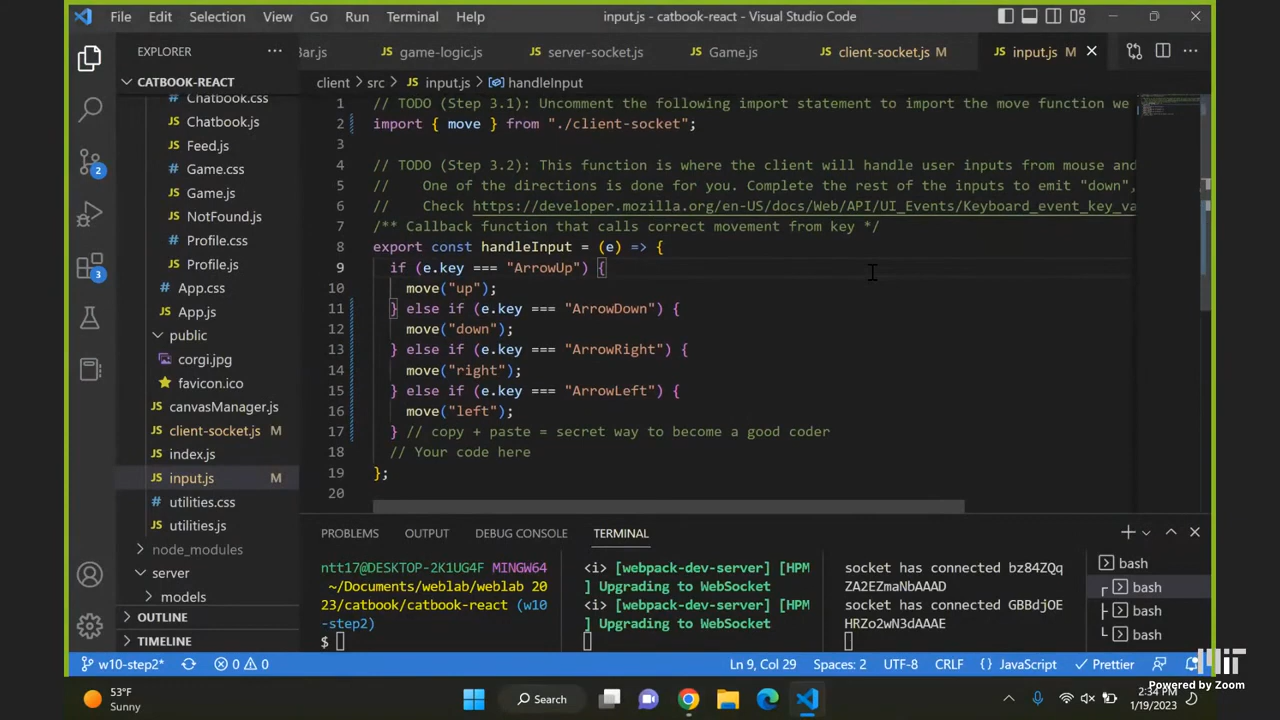 File Edit Selection View Go Run Terminal Help
input.js - catbook-react - Visual Studio Code
EXPLORER
Bar.js game-logic.js server-socket.js Game.js client-socket.js M input.js M
CATBOOK-REACT
client > src > input.js > handleInput
Chatbook.css
Chatbook.js
Feed.js
Game.css
Game.js
NotFound.js
Profile.css
Profile.js
App.css
App.js
public
corgi.jpg
favicon.ico
canvasManager.js
client-socket.js M
index.js
input.js M
utilities.css
utilities.js
node_modules
server
models
OUTLINE
TIMELINE
2
3
1 // TODO (Step 3.1): Uncomment the following import statement to import the move function we
2 import { move } from "./client-socket";
3
4 // TODO (Step 3.2): This function is where the client will handle user inputs from mouse and
5 // One of the directions is done for you. Complete the rest of the inputs to emit "down",
6 // Check https://developer.mozilla.org/en-US/docs/Web/API/UI_Events/Keyboard_event_key_va
7 /** Callback function that calls correct movement from key */
8 export const handleInput = (e) => {
9 if (e.key === "ArrowUp") {
10 move("up");
11 } else if (e.key === "ArrowDown") {
12 move("down");
13 } else if (e.key === "ArrowRight") {
14 move("right");
15 } else if (e.key === "ArrowLeft") {
16 move("left");
17 } // copy + paste = secret way to become a good coder
18 // Your code here
19 };
20
PROBLEMS OUTPUT DEBUG CONSOLE TERMINAL
ntt17@DESKTOP-2K1UG4F MINGW64
~/Documents/weblab/weblab 20
23/catbook/catbook-react (w10
-step2)
$
<i> [webpack-dev-server] [HPM
] Upgrading to WebSocket
<i> [webpack-dev-server] [HPM
] Upgrading to WebSocket
socket has connected bz84ZQq
ZA2EZmaNbAAAD
socket has connected GBBdjOE
HRZo2wN3dAAAE
bash
bash
bash
bash
w10-step2* 0 0 Ln 9, Col 29 Spaces: 2 UTF-8 CRLF {} JavaScript Prettier
53°F
Sunny
Search
2:34 PM
1/19/2023
Powered by Zoom